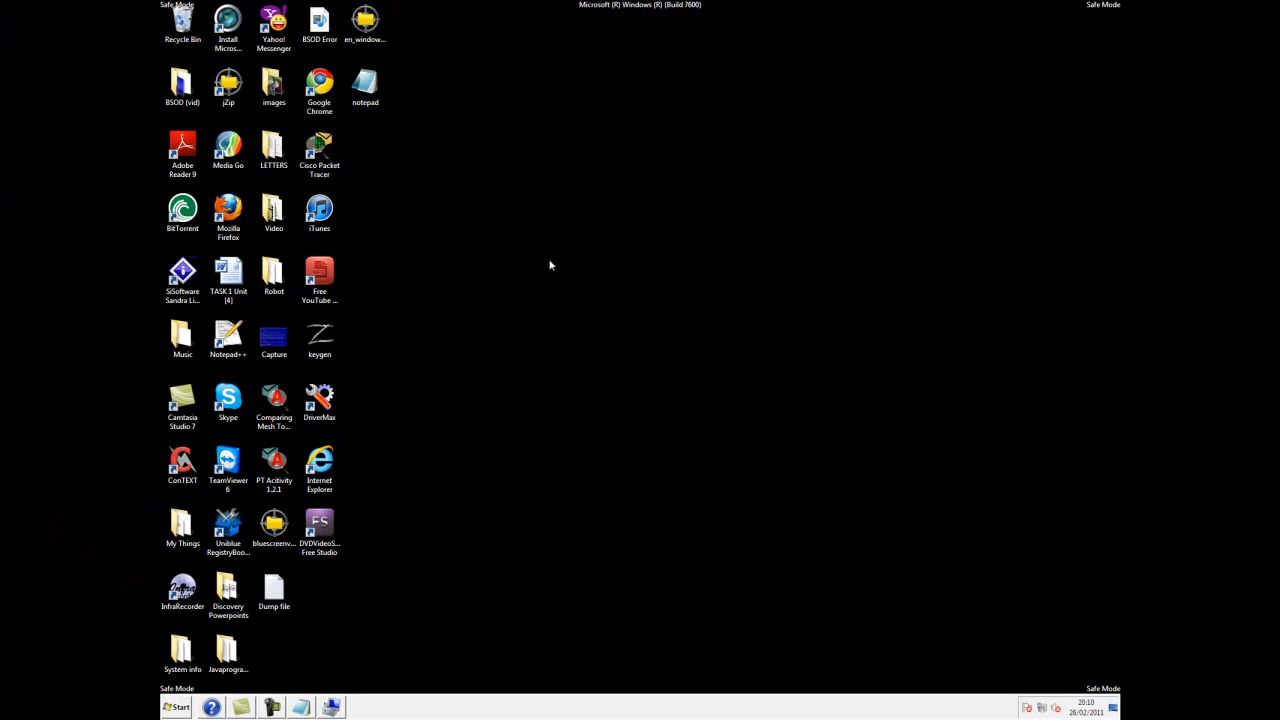 Safe Mode
Microsoft (R) Windows (R) (Build 7600)
Safe Mode
Recycle Bin
Install
Micros...
Yahoo!
Messenger
BSOD Error
en_window...
BSOD (vid)
jZip
images
Google
Chrome
notepad
Adobe
Reader 9
Media Go
LETTERS
Cisco Packet
Tracer
BitTorrent
Mozilla
Firefox
Video
iTunes
SiSoftware
Sandra Li...
TASK 1 Unit
[4]
Robot
Free
YouTube ...
Music
Notepad++
Capture
keygen
Camtasia
Studio 7
Skype
Comparing
Mesh To...
DriverMax
ConTEXT
TeamViewer
6
PT Acitivity
1.2.1
Internet
Explorer
My Things
Uniblue
RegistryBoo...
bluescreenv...
FS
DVDVideoS...
Free Studio
InfraRecorder
Discovery
Powerpoints
Dump file
System info
Javaprogra...
Safe Mode
Safe Mode
Start
20:10
26/02/2011